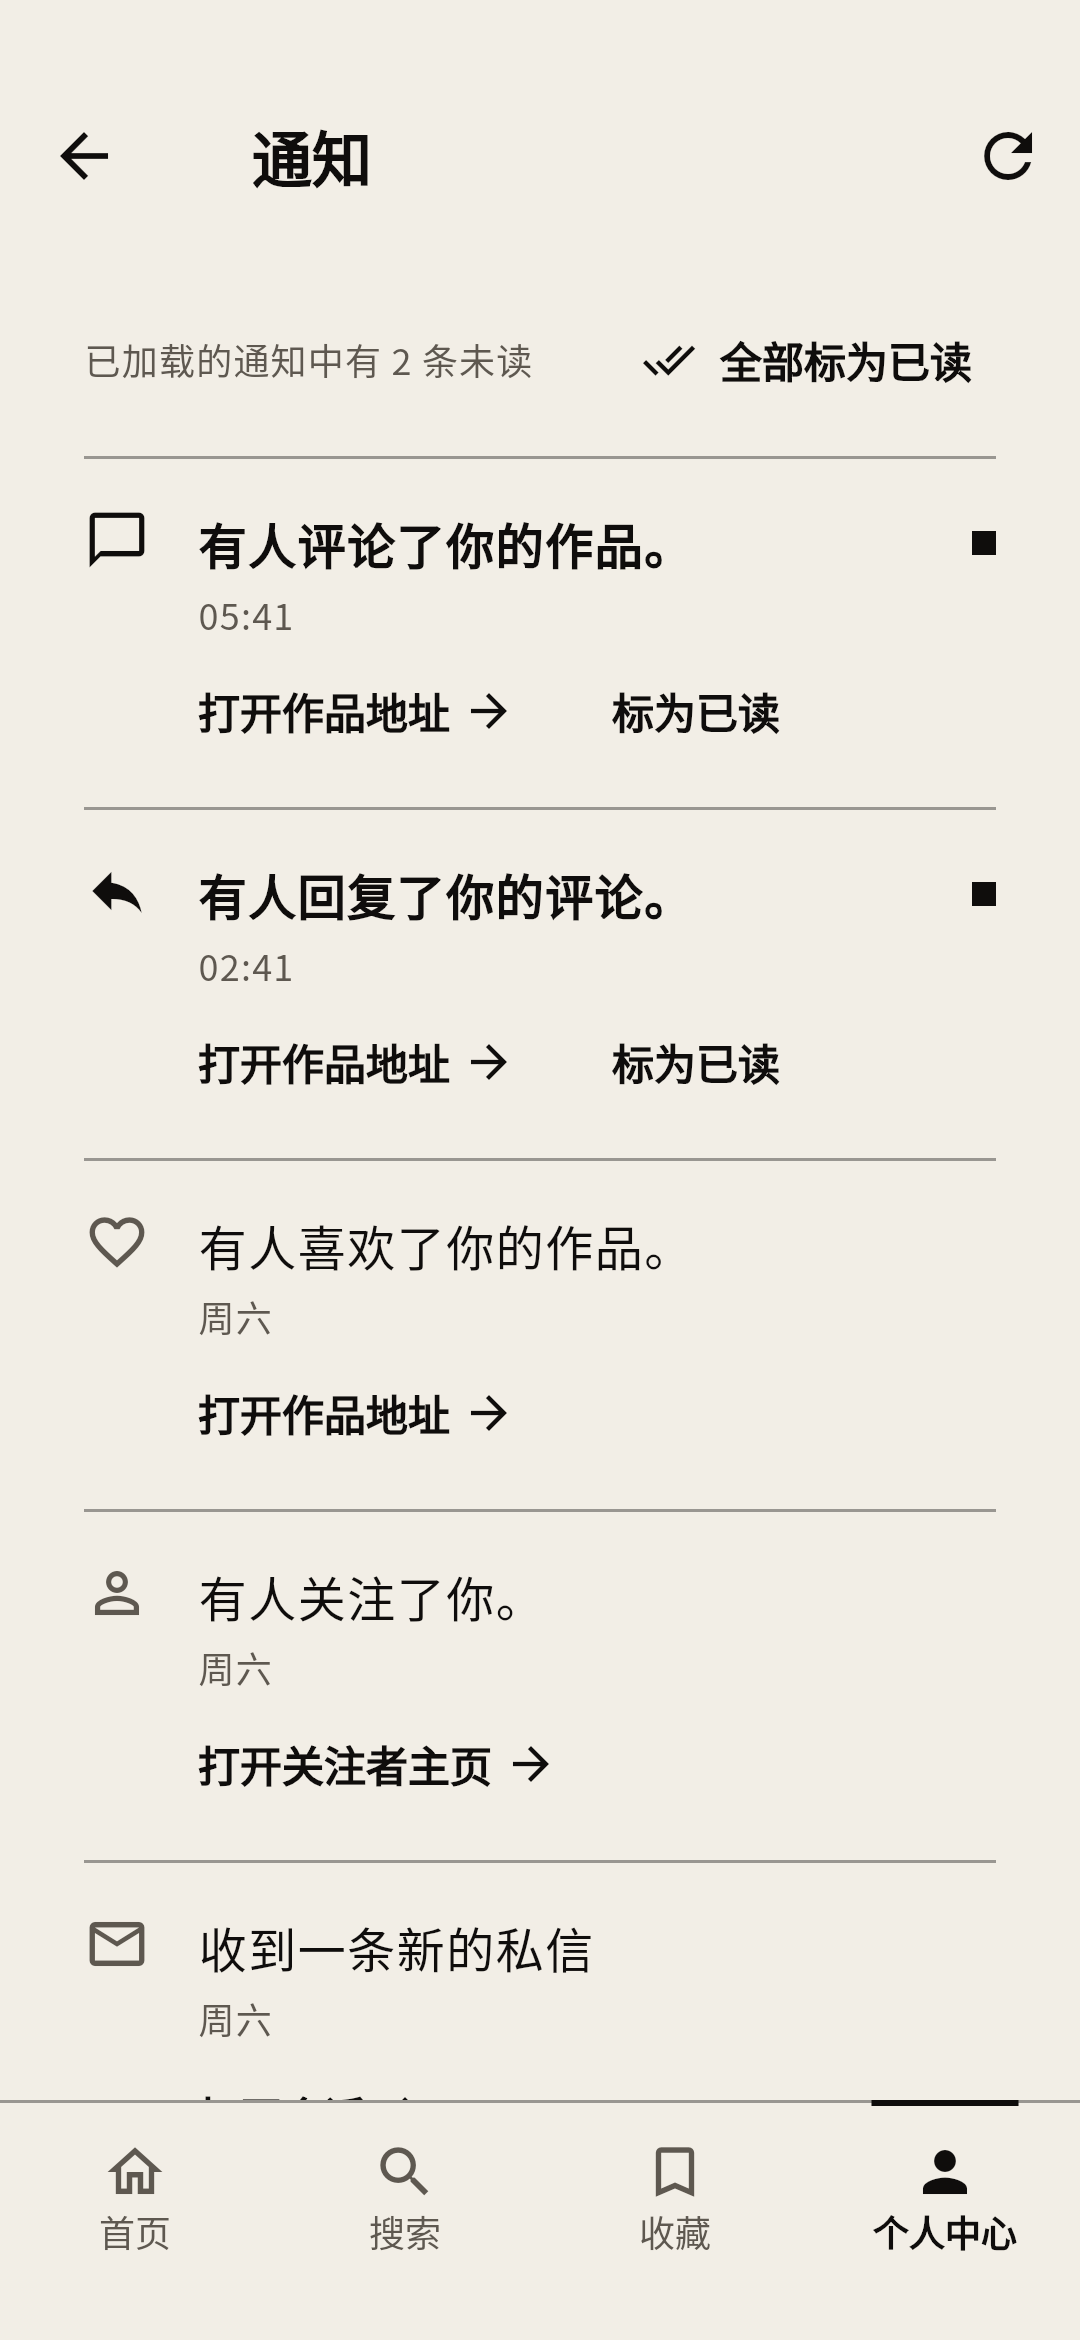 通知
已加载的通知中有 2 条未读
全部标为已读
有人评论了你的作品。
05:41
打开作品地址 → 标为已读
有人回复了你的评论。
02:41
打开作品地址 → 标为已读
有人喜欢了你的作品。
周六
打开作品地址 →
有人关注了你。
周六
打开关注者主页 →
收到一条新的私信
周六
首页 搜索 收藏 个人中心